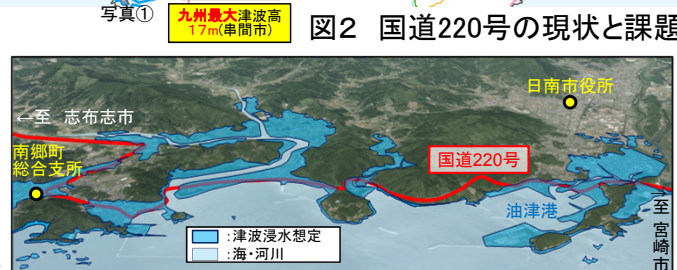 写真①
九州最大津波高
17m(串間市)
図2 国道220号の現状と課題
日南市役所
←至 志布志市
南郷町
総合支所
国道220号
油津港
→至 宮崎市
:津波浸水想定
:海・河川